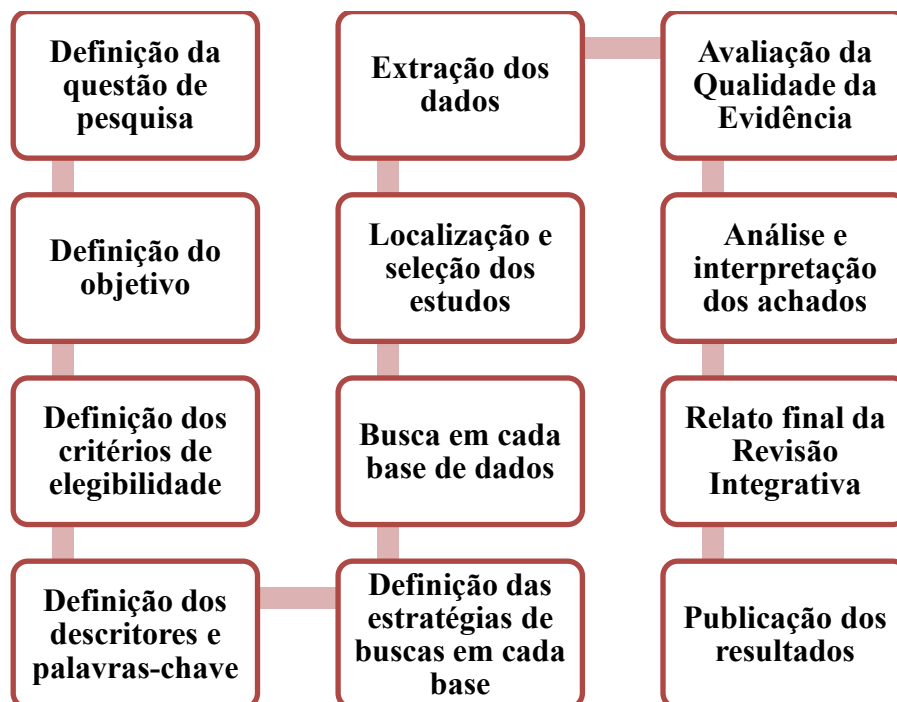 Definição da
questão de
pesquisa
Definição do
objetivo
Definição dos
critérios de
elegibilidade
Definição dos
descritores e
palavras-chave
Definição das
estratégias de
buscas em cada
base
Busca em cada
base de dados
Localização e
seleção dos
estudos
Extração dos
dados
Avaliação da
Qualidade da
Evidência
Análise e
interpretação
dos achados
Relato final da
Revisão
Integrativa
Publicação dos
resultados